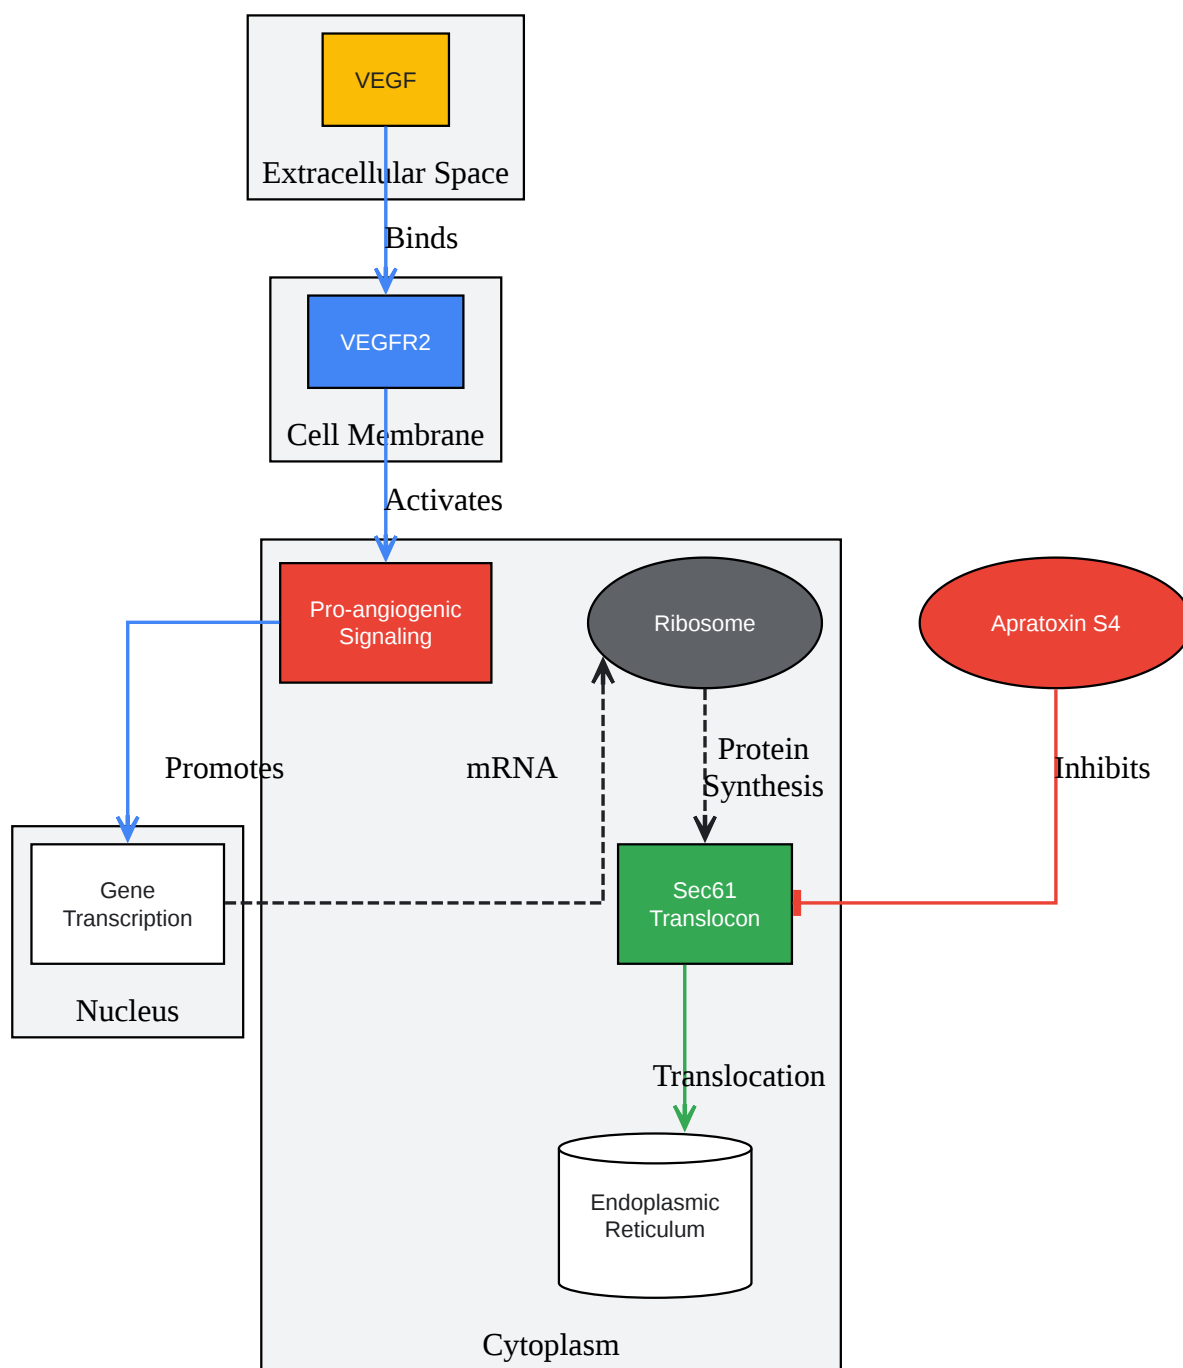 VEGF
Extracellular Space
Binds
VEGFR2
Cell Membrane
Activates
Pro-angiogenic
Signaling
Ribosome
Apratoxin S4
Promotes
mRNA
Protein
Synthesis
Inhibits
Gene
Transcription
Sec61
Translocon
Nucleus
Translocation
Endoplasmic
Reticulum
Cytoplasm